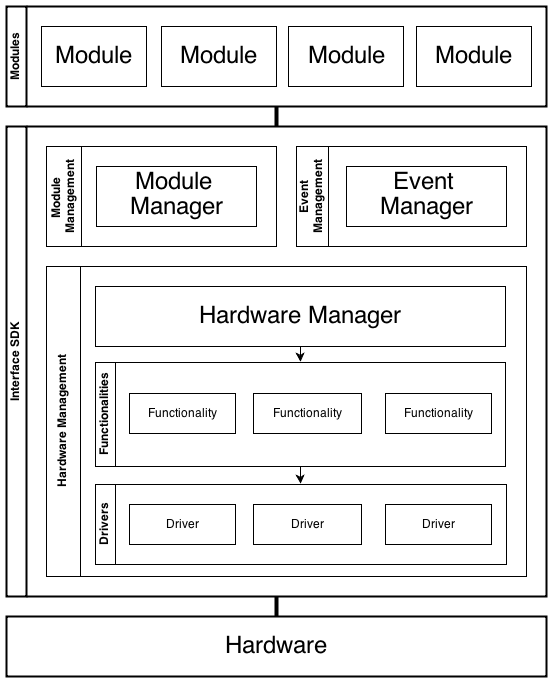 Modules
Module
Module
Module
Module
Interface SDK
Module
Management
Module
Manager
Event
Management
Event
Manager
Hardware Management
Hardware Manager
Functionalities
Functionality
Functionality
Functionality
Drivers
Driver
Driver
Driver
Hardware